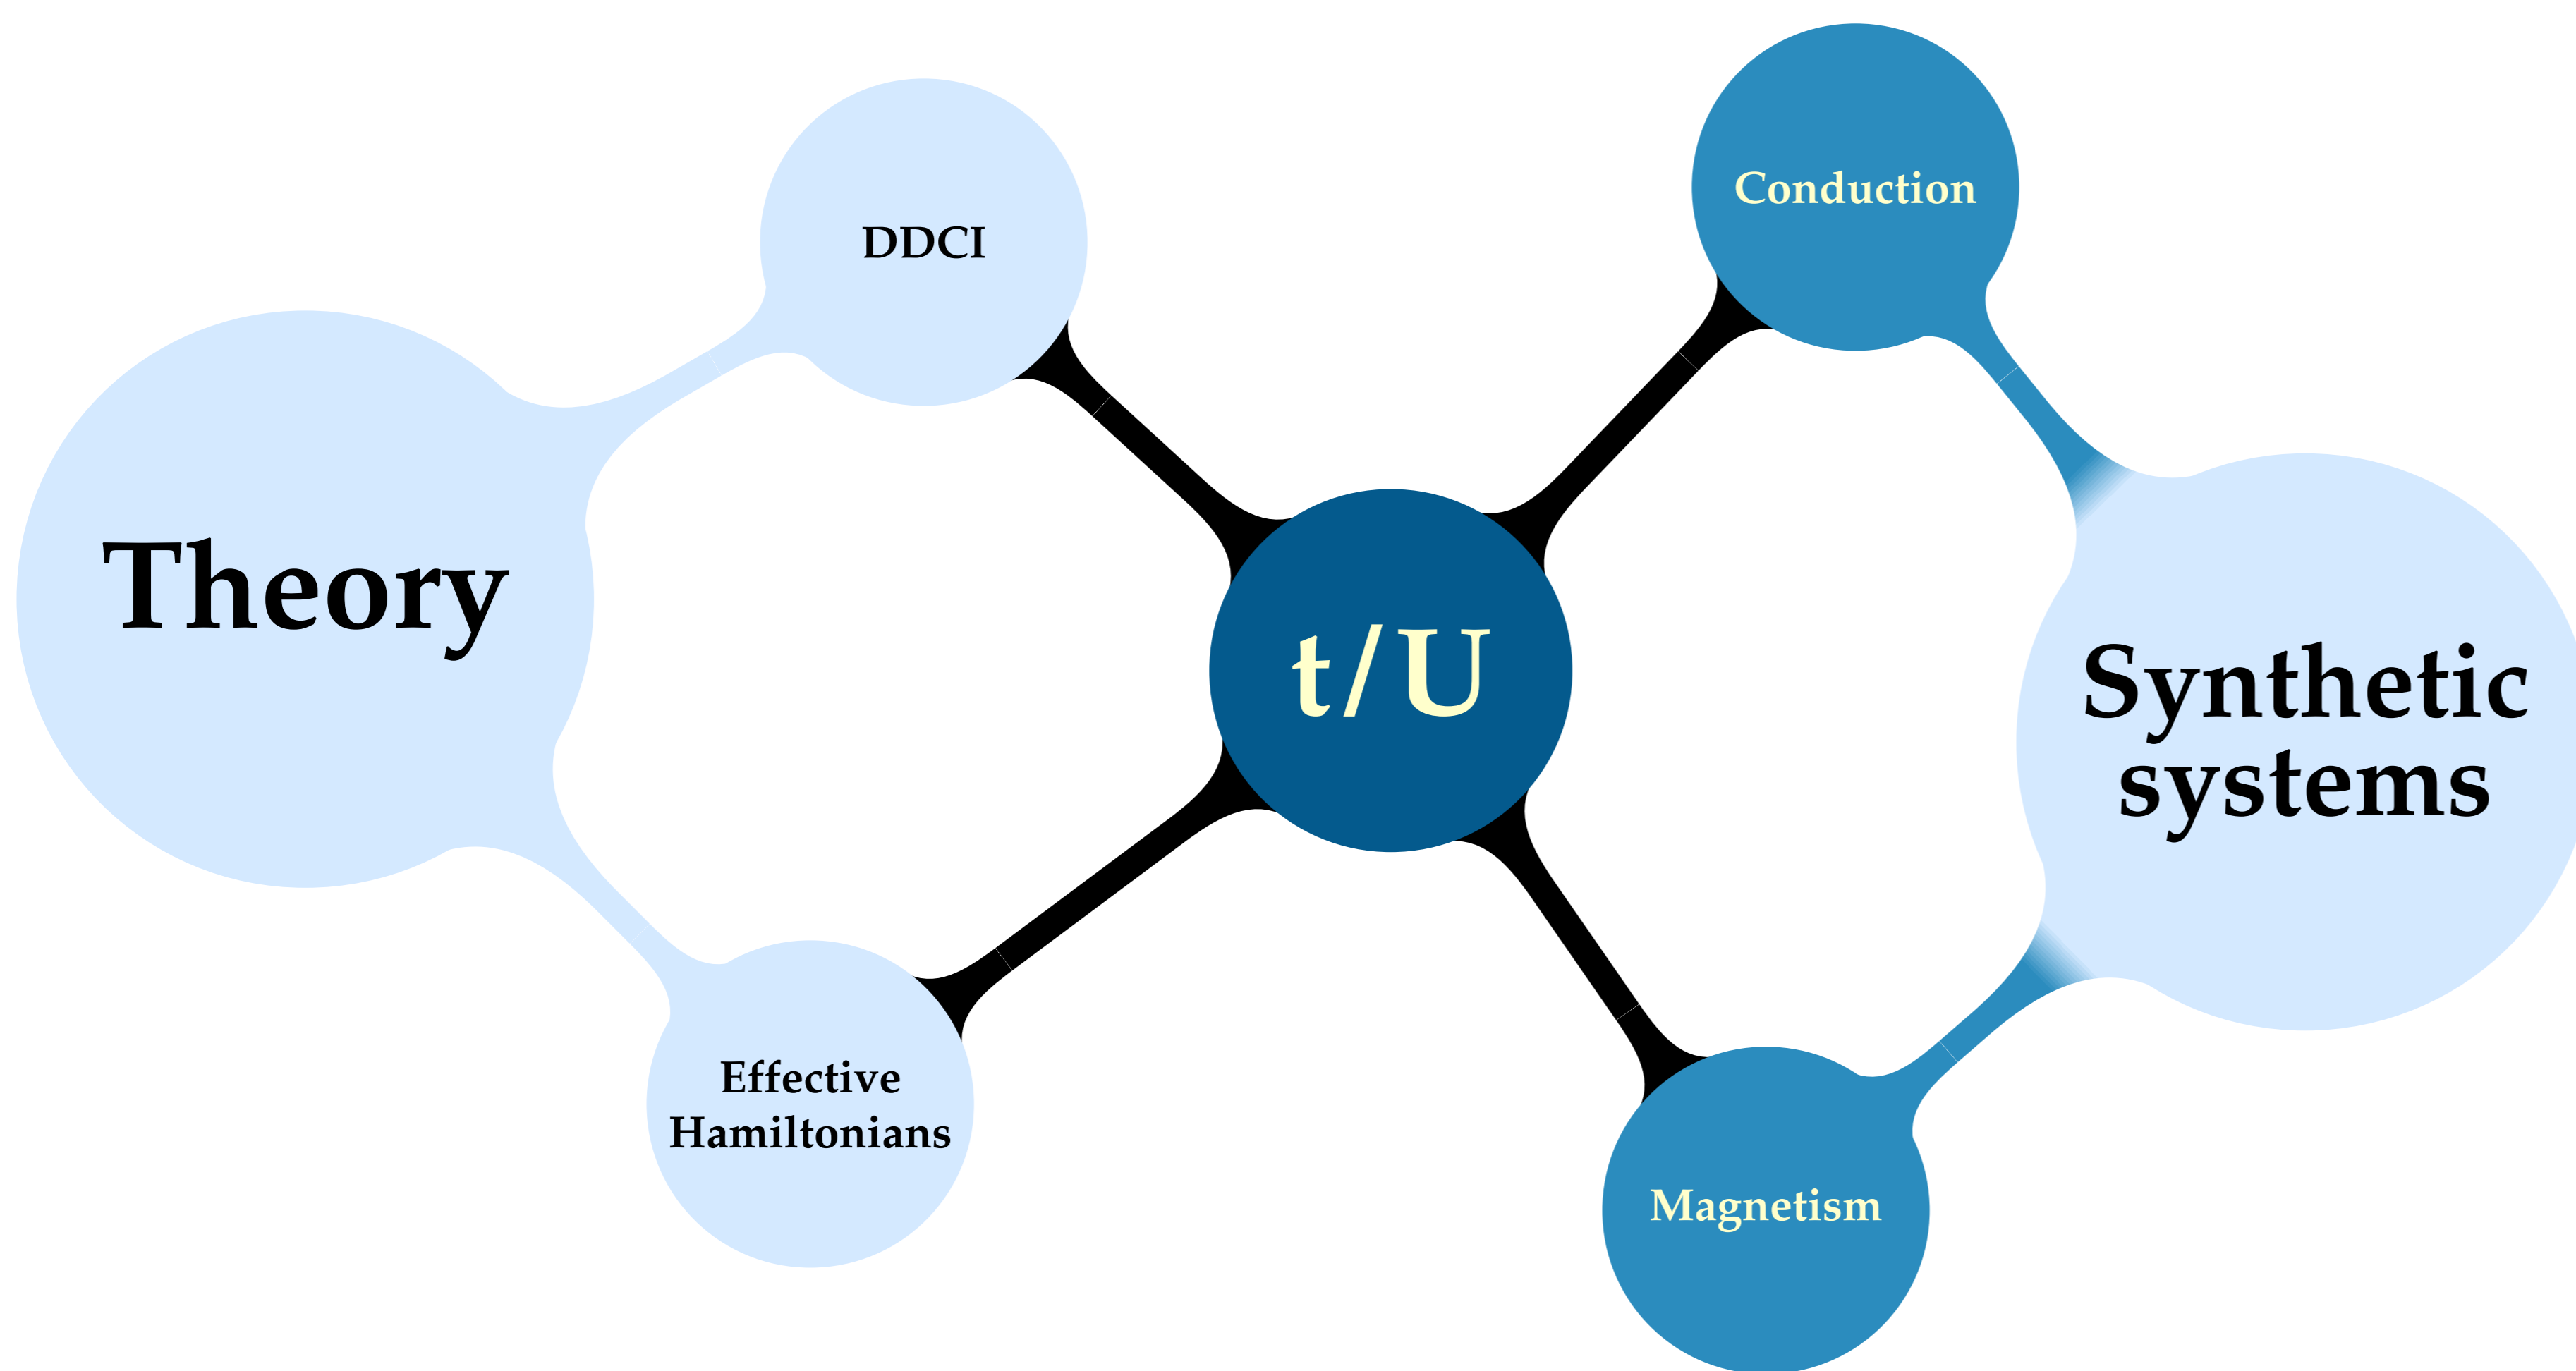 Conduction
DDCI
Theory
t/U
Synthetic
systems
Effective
Hamiltonians
Magnetism